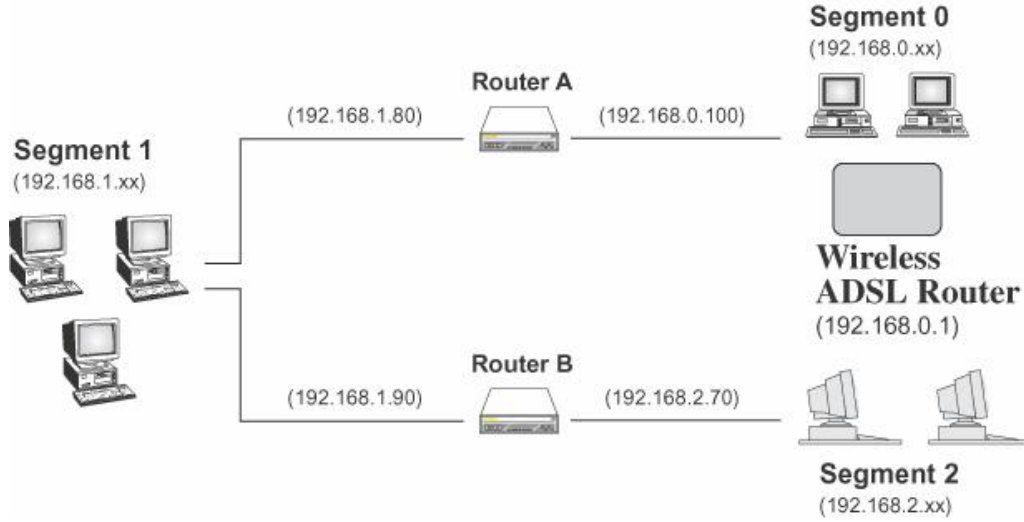 Segment 0
(192.168.0.xx)
Router A
(192.168.1.80)
(192.168.0.100)
Segment 1
(192.168.1.xx)
Wireless
ADSL Router
(192.168.0.1)
Router B
(192.168.1.90)
(192.168.2.70)
Segment 2
(192.168.2.xx)